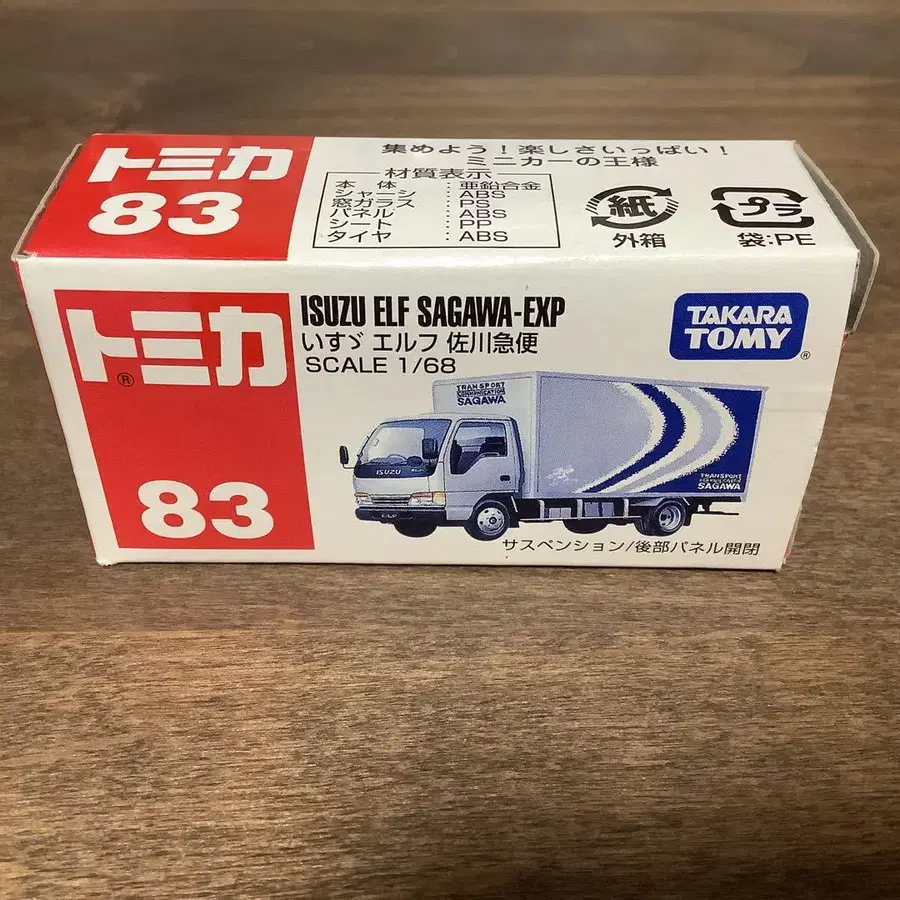 トミカ
83
集めよう！楽しさいっぱい！
ミニカーの王様
材質表示
本体：亜鉛合金
シャーシ：ABS
窓ガラス：PS
パネル：ABS
シート：PP
タイヤ：ABS
紙
外箱
プラ
袋:PE
トミカ®
83
ISUZU ELF SAGAWA-EXP
いすゞ エルフ 佐川急便
SCALE 1/68
TAKARA
TOMY®
TRANSPORT
SAGAWA
ISUZU
ELF
TRANSPORT
SAGAWA
サスペンション/後部パネル開閉